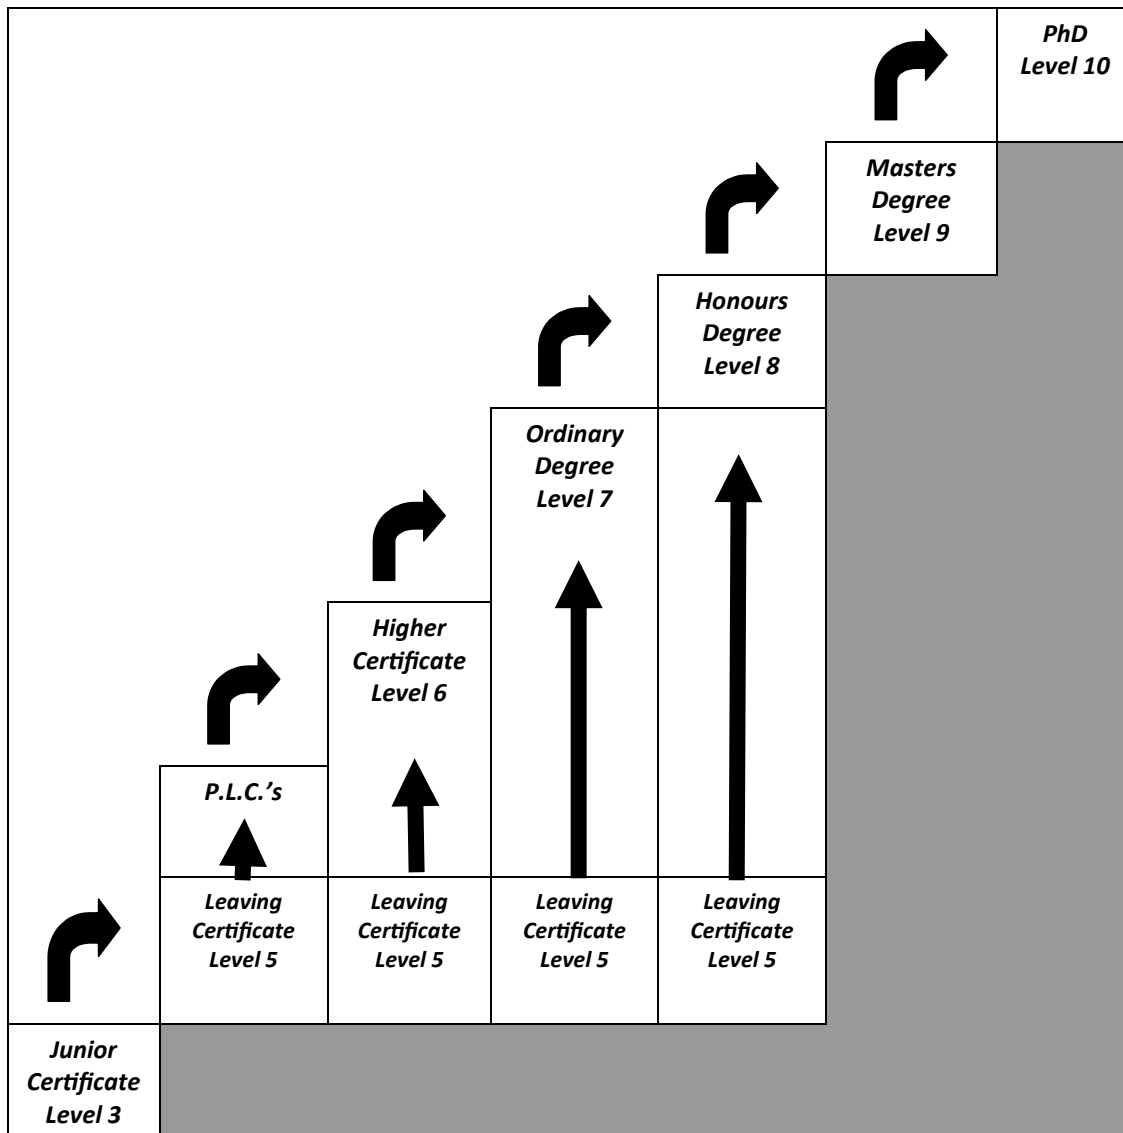 PhD
Level 10
Masters
Degree
Level 9
Honours
Degree
Level 8
Ordinary
Degree
Level 7
Higher
Certificate
Level 6
P.L.C.’s
Leaving
Certificate
Level 5
Leaving
Certificate
Level 5
Leaving
Certificate
Level 5
Leaving
Certificate
Level 5
Junior
Certificate
Level 3